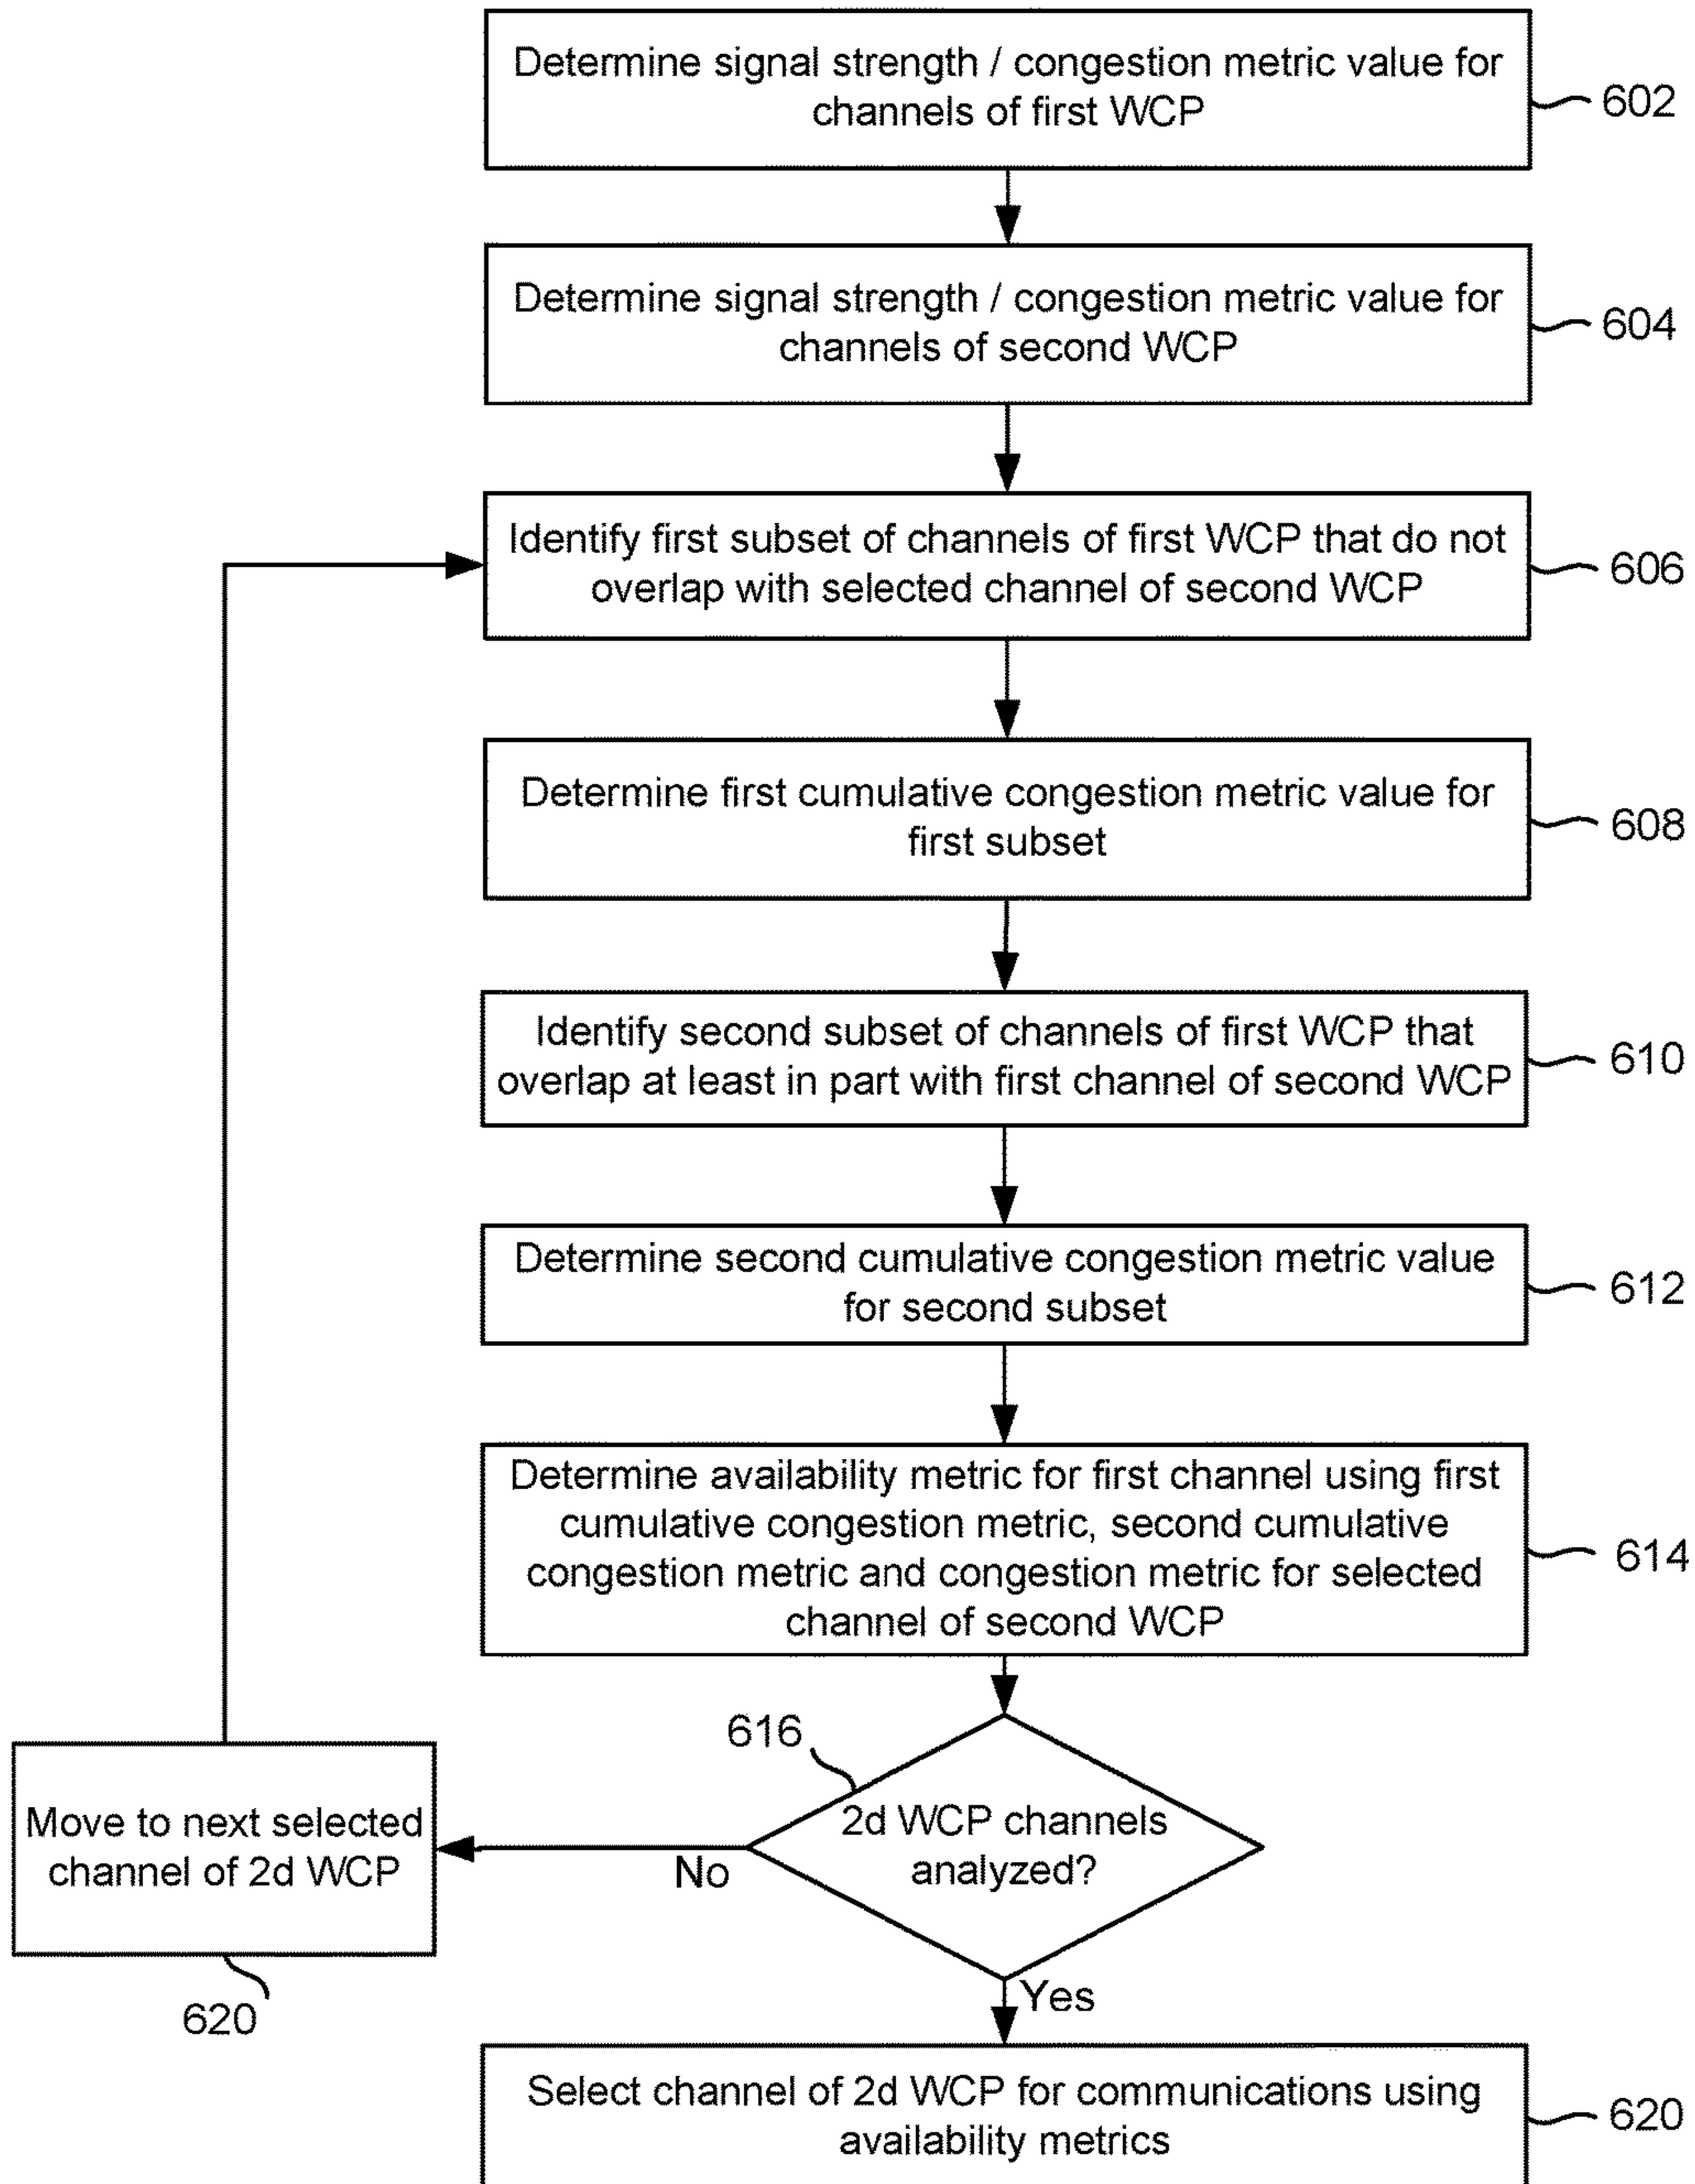 Determine signal strength / congestion metric value for
channels of first WCP
602
Determine signal strength / congestion metric value for
channels of second WCP
604
Identify first subset of channels of first WCP that do not
overlap with selected channel of second WCP
606
Determine first cumulative congestion metric value for
first subset
608
Identify second subset of channels of first WCP that
overlap at least in part with first channel of second WCP
610
Determine second cumulative congestion metric value
for second subset
612
Determine availability metric for first channel using first
cumulative congestion metric, second cumulative
congestion metric and congestion metric for selected
channel of second WCP
614
616
2d WCP channels
analyzed?
No
Move to next selected
channel of 2d WCP
620
Yes
Select channel of 2d WCP for communications using
availability metrics
620